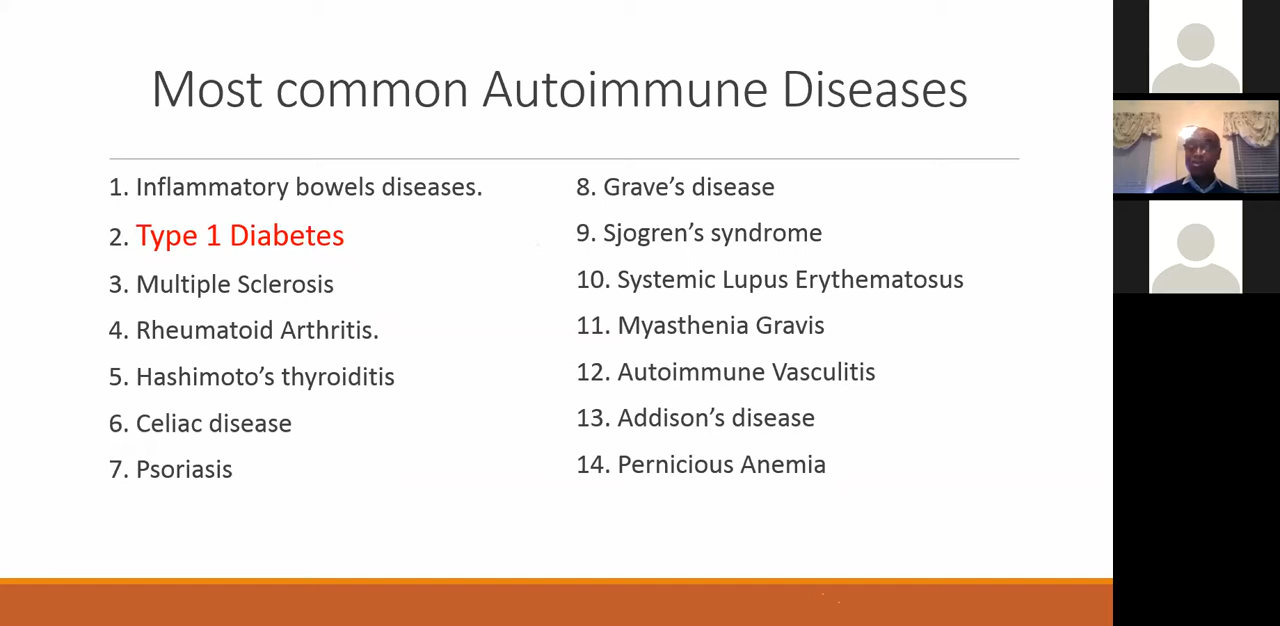 Most common Autoimmune Diseases
1. Inflammatory bowels diseases.
2. Type 1 Diabetes
3. Multiple Sclerosis
4. Rheumatoid Arthritis.
5. Hashimoto’s thyroiditis
6. Celiac disease
7. Psoriasis
8. Grave’s disease
9. Sjogren’s syndrome
10. Systemic Lupus Erythematosus
11. Myasthenia Gravis
12. Autoimmune Vasculitis
13. Addison’s disease
14. Pernicious Anemia